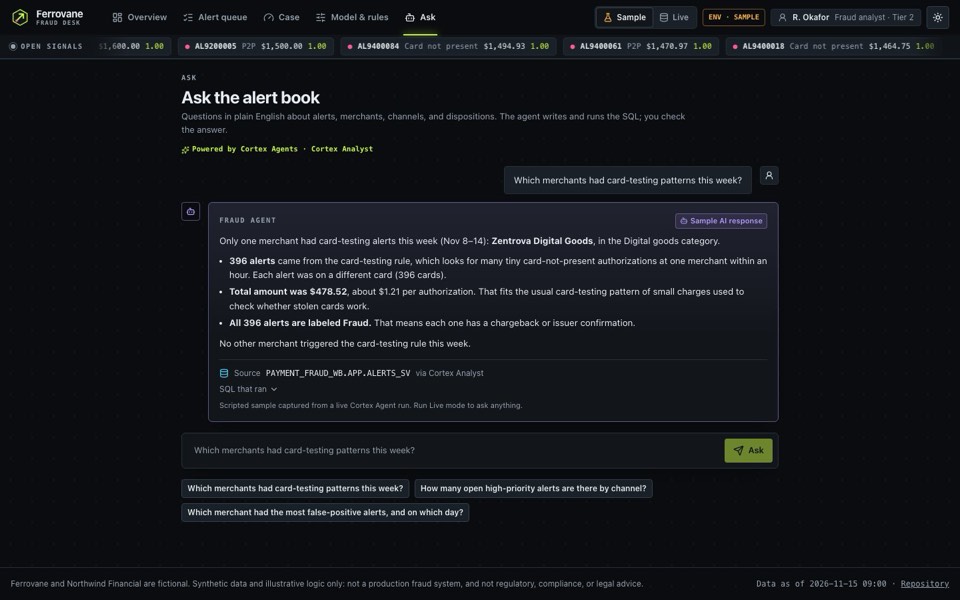 Ferrovane
FRAUD DESK
Overview
Alert queue
Case
Model & rules
Ask
Sample
Live
ENV · SAMPLE
R. Okafor Fraud analyst · Tier 2
OPEN SIGNALS
$1,600.00 1.00
AL9200005 P2P $1,500.00 1.00
AL9400084 Card not present $1,494.93 1.00
AL9400061 P2P $1,470.97 1.00
AL9400018 Card not present $1,464.75 1.00
ASK
Ask the alert book
Questions in plain English about alerts, merchants, channels, and dispositions. The agent writes and runs the SQL; you check
the answer.
Powered by Cortex Agents · Cortex Analyst
Which merchants had card-testing patterns this week?
FRAUD AGENT
Sample AI response
Only one merchant had card-testing alerts this week (Nov 8–14): Zentrova Digital Goods, in the Digital goods category.
• 396 alerts came from the card-testing rule, which looks for many tiny card-not-present authorizations at one merchant within an
hour. Each alert was on a different card (396 cards).
• Total amount was $478.52, about $1.21 per authorization. That fits the usual card-testing pattern of small charges used to
check whether stolen cards work.
• All 396 alerts are labeled Fraud. That means each one has a chargeback or issuer confirmation.
No other merchant triggered the card-testing rule this week.
Source PAYMENT_FRAUD_WB.APP.ALERTS_SV via Cortex Analyst
SQL that ran
Scripted sample captured from a live Cortex Agent run. Run Live mode to ask anything.
Which merchants had card-testing patterns this week?
Ask
Which merchants had card-testing patterns this week?
How many open high-priority alerts are there by channel?
Which merchant had the most false-positive alerts, and on which day?
Ferrovane and Northwind Financial are fictional. Synthetic data and illustrative logic only: not a production fraud system, and not regulatory, compliance, or legal advice.
Data as of 2026-11-15 09:00 · Repository